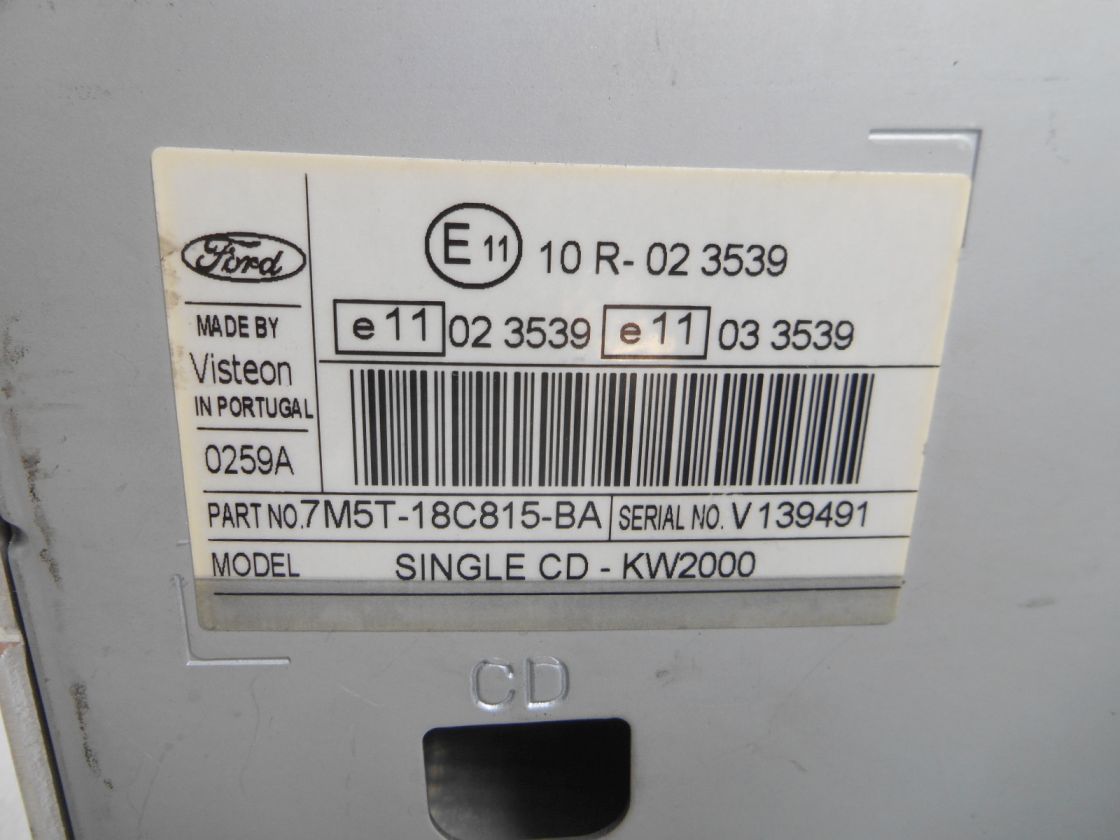 Ford
MADE BY
Visteon
IN PORTUGAL
0259A
E 11 10 R- 02 3539
e 11 02 3539 e 11 03 3539
PART NO. 7M5T-18C815-BA SERIAL NO. V 139491
MODEL SINGLE CD - KW2000
CD